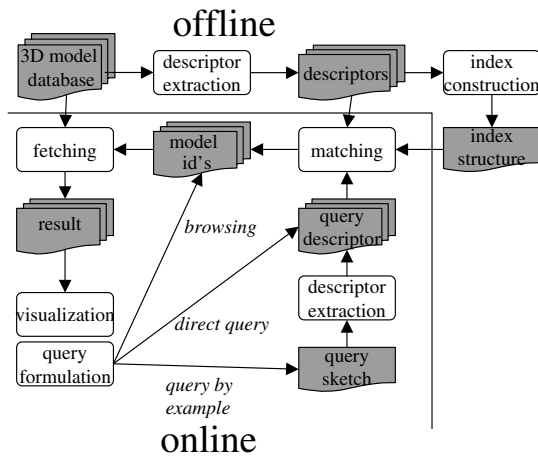 offline
3D model
database
descriptor
extraction
descriptors
index
construction
fetching
model
id's
matching
index
structure
result
browsing
query
descriptor
visualization
direct query
descriptor
extraction
query
formulation
query by
example
query
sketch
online